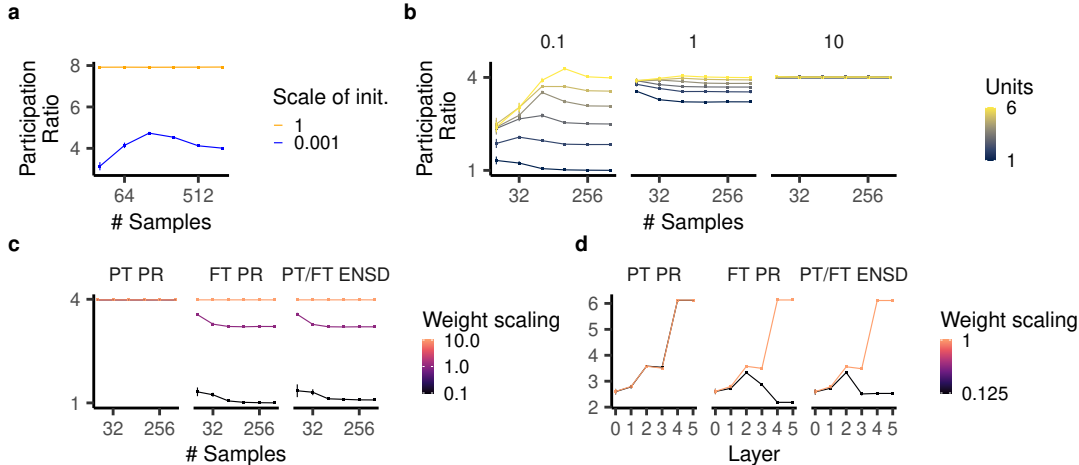 a
8
6
4
Participation
Ratio
64
512
# Samples
Scale of init.
1
0.001
b
0.1
1
10
4
1
Participation
Ratio
32
256
32
256
32
256
# Samples
Units
6
1
c
PT PR
FT PR
PT/FT ENSD
4
1
32
256
32
256
32
256
# Samples
Weight scaling
10.0
1.0
0.1
d
PT PR
FT PR
PT/FT ENSD
6
5
4
3
2
0 1 2 3 4 5
0 1 2 3 4 5
0 1 2 3 4 5
Layer
Weight scaling
1
0.125